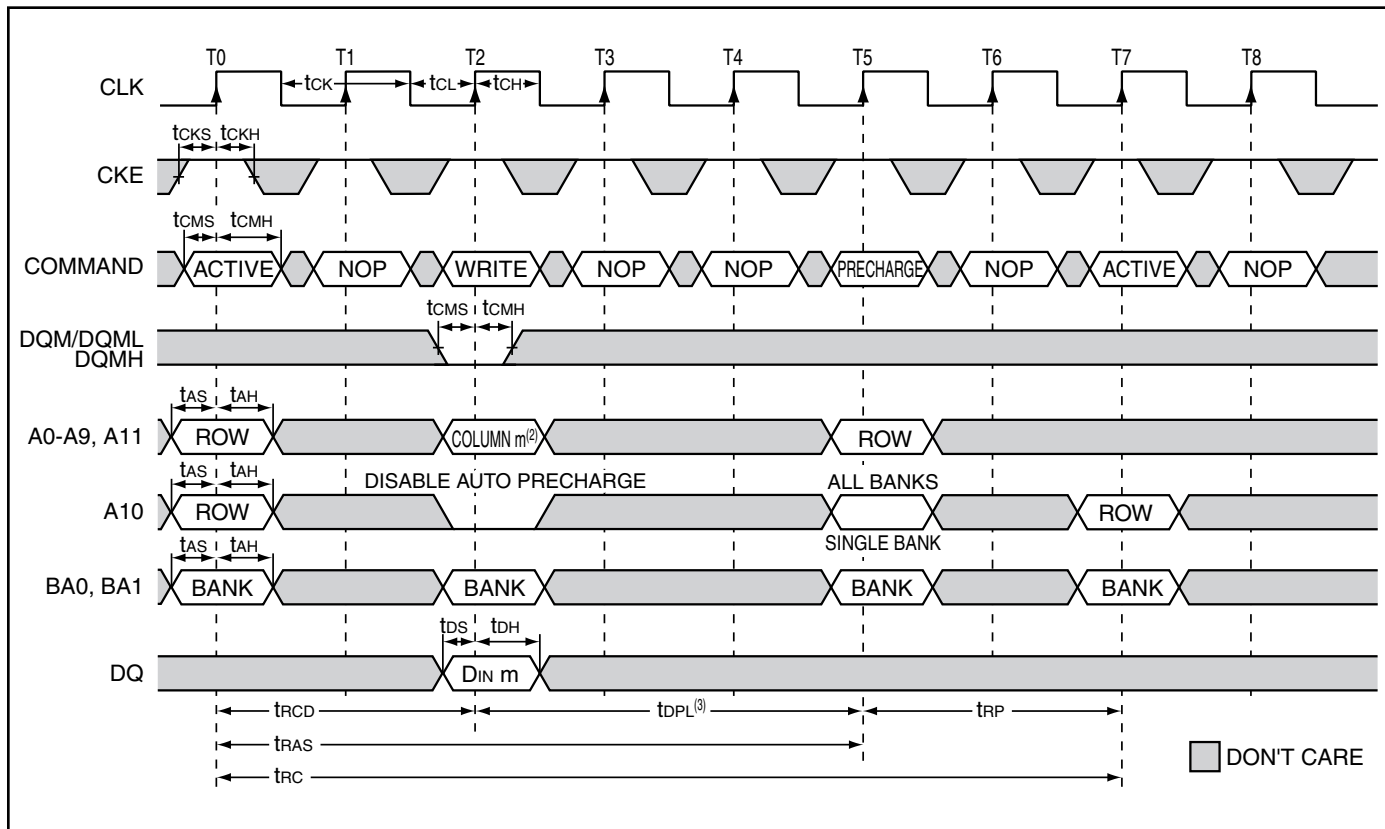 T0 T1 T2 T3 T4 T5 T6 T7 T8
CLK tCK tCL tCH
tCKS tCKH
CKE
tCMS tCMH
COMMAND ACTIVE NOP WRITE NOP NOP PRECHARGE NOP ACTIVE NOP
tCMS tCMH
DQM/DQML
DQMH
tAS tAH
A0-A9, A11 ROW COLUMN m(2) ROW
tAS tAH DISABLE AUTO PRECHARGE ALL BANKS
A10 ROW ROW
tAS tAH SINGLE BANK
BA0, BA1 BANK BANK BANK BANK
tDS tDH
DQ DIN m
tRCD tDPL(3) tRP
tRAS
tRC
DON'T CARE